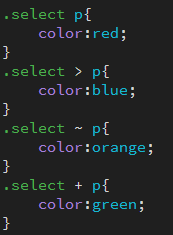 .select p{
    color:red;
}
.select > p{
    color:blue;
}
.select ~ p{
    color:orange;
}
.select + p{
    color:green;
}